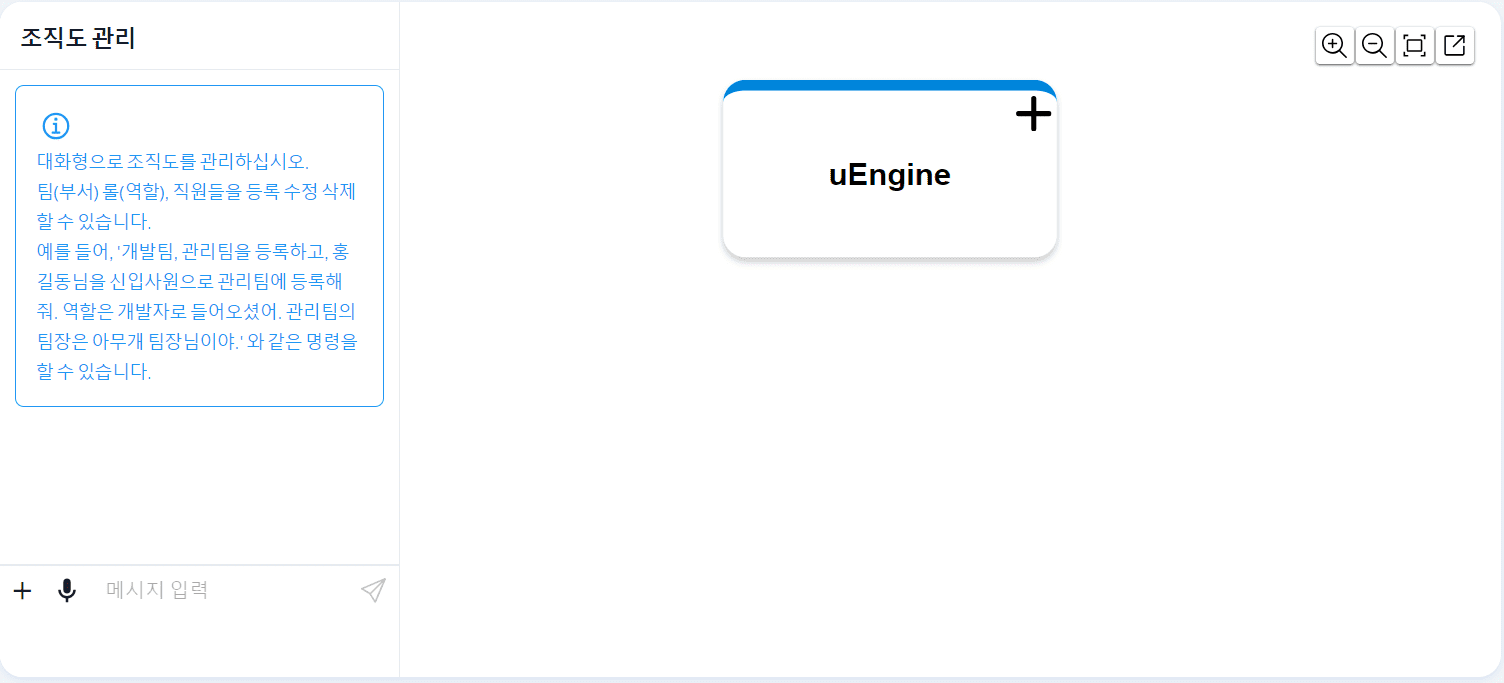 조직도 관리
대화형으로 조직도를 관리하십시오.
팀(부서) 롤(역할), 직원들을 등록 수정 삭제
할 수 있습니다.
예를 들어, '개발팀, 관리팀을 등록하고, 홍
길동님을 신입사원으로 관리팀에 등록해
줘. 역할은 개발자로 들어오셨어. 관리팀의
팀장은 아무개 팀장님이야.' 와 같은 명령을
할 수 있습니다.
메시지 입력
uEngine